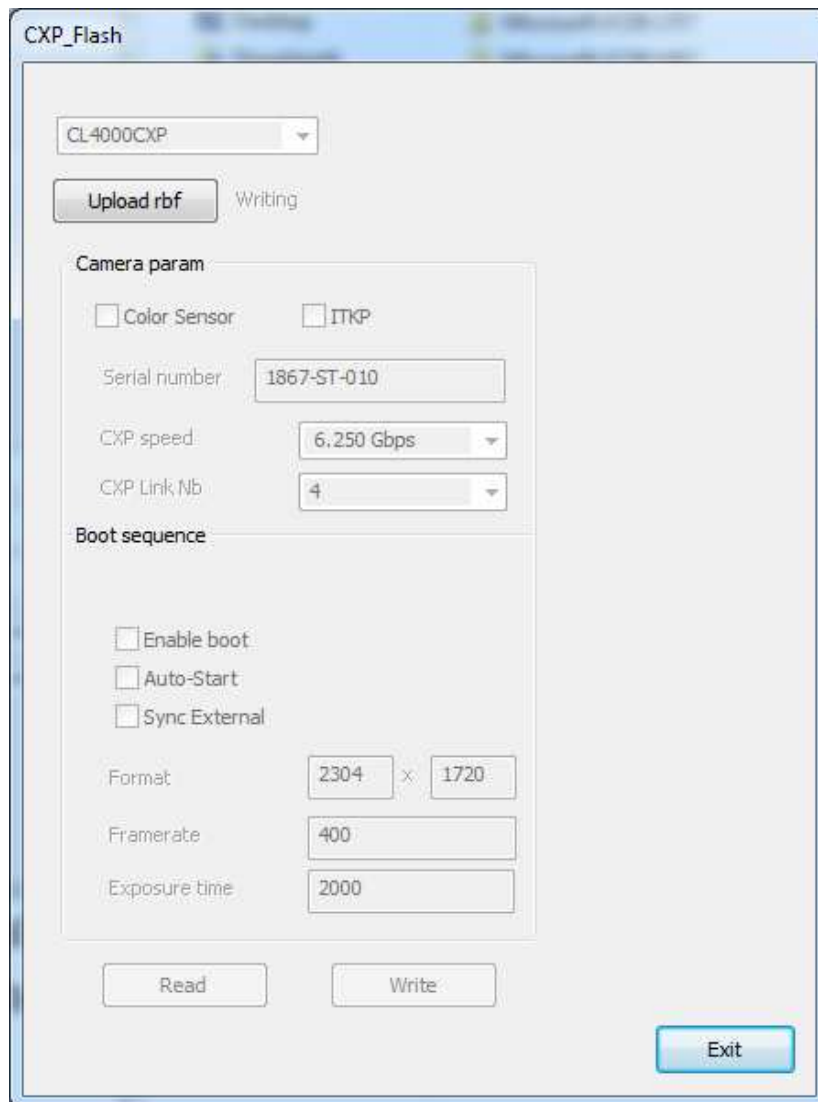 CXP_Flash
CL4000CXP
Upload rbf Writing
Camera param
Color Sensor ITKP
Serial number 1867-ST-010
CXP speed 6.250 Gbps
CXP Link Nb 4
Boot sequence
Enable boot
Auto-Start
Sync External
Format 2304 x 1720
Framerate 400
Exposure time 2000
Read Write
Exit